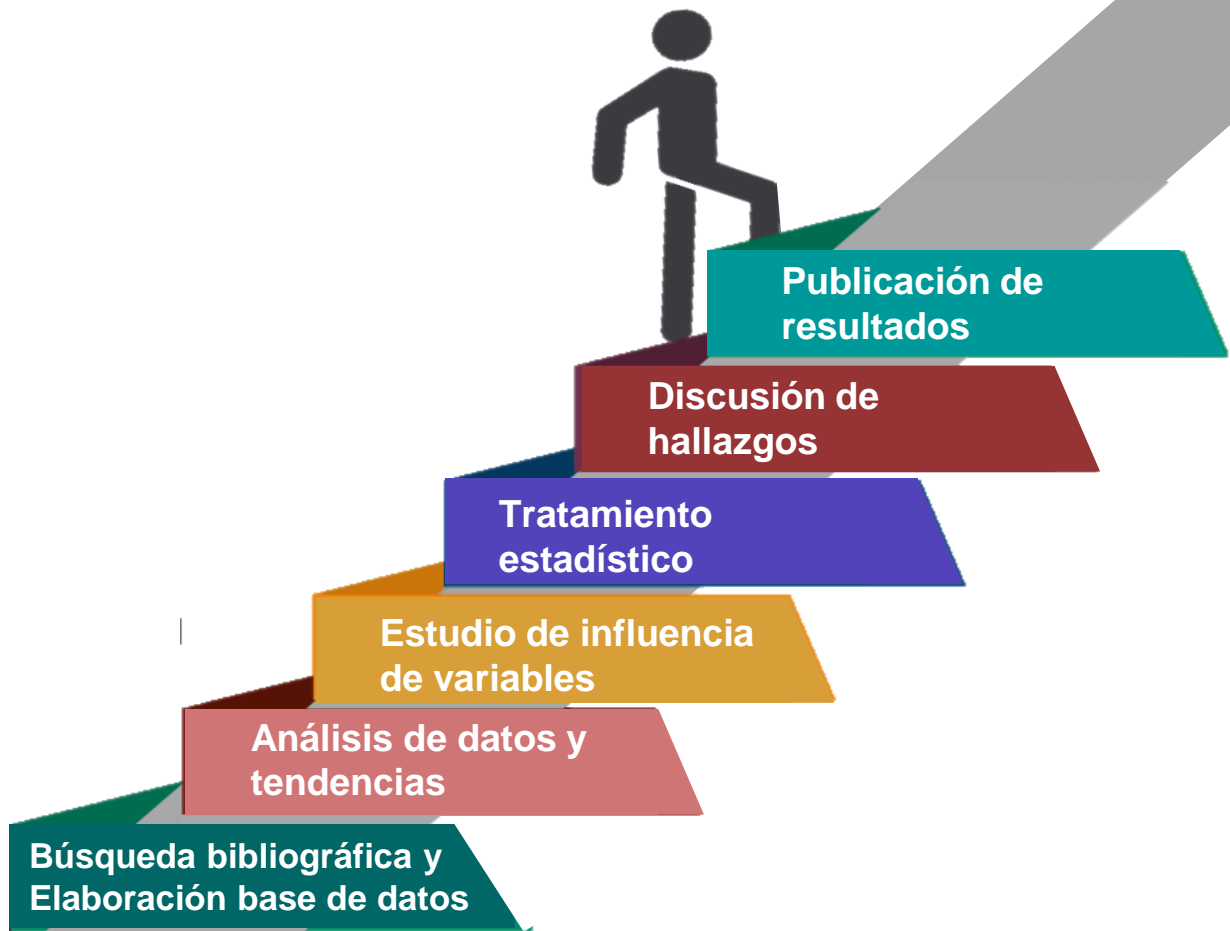 Publicación de
resultados
Discusión de
hallazgos
Tratamiento
estadístico
Estudio de influencia
de variables
Análisis de datos y
tendencias
Búsqueda bibliográfica y
Elaboración base de datos